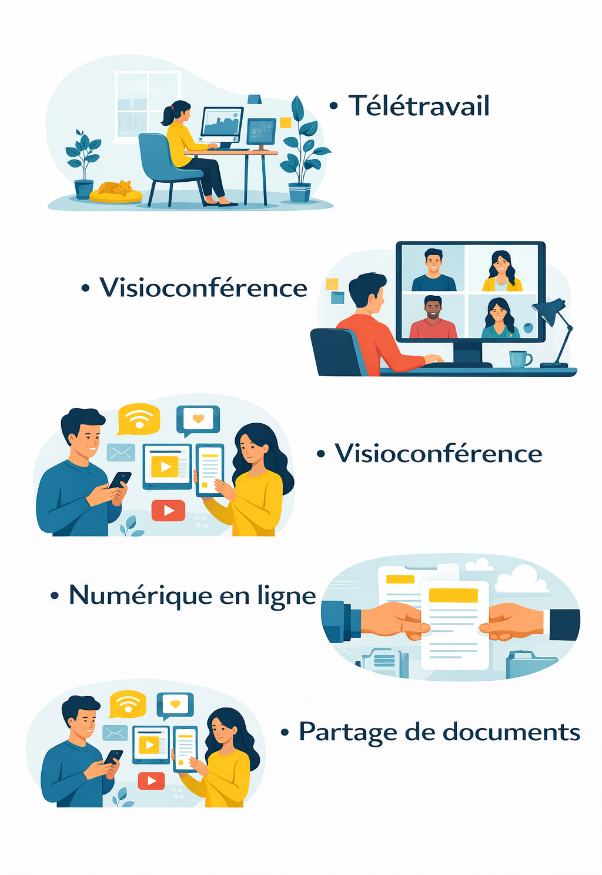 • Télétravail
• Visioconférence
• Visioconférence
• Numérique en ligne
• Partage de documents